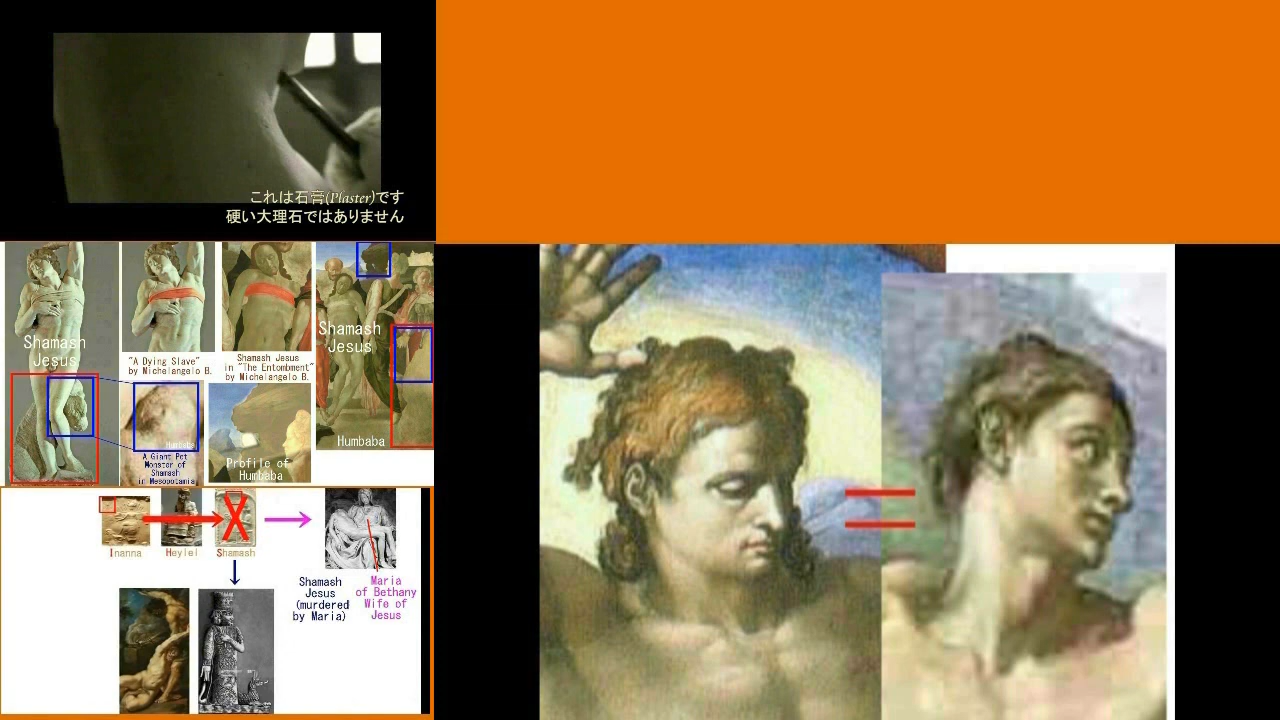 これは石膏(Plaster)です
硬い大理石ではありません
Shamash
Jesus
"A Dying Slave"
by Michelangelo B.
Shamash Jesus
in "The Entombment"
by Michelangelo B.
Shamash
Jesus
Humbaba
Humbaba
A Giant Pet
Monster of
Shamash
in Mesopotamia
Profile of
Humbaba
Inanna
Heylel
Shamash
Shamash
Jesus
(murdered
by Maria)
Maria
of Bethany
Wife of
Jesus